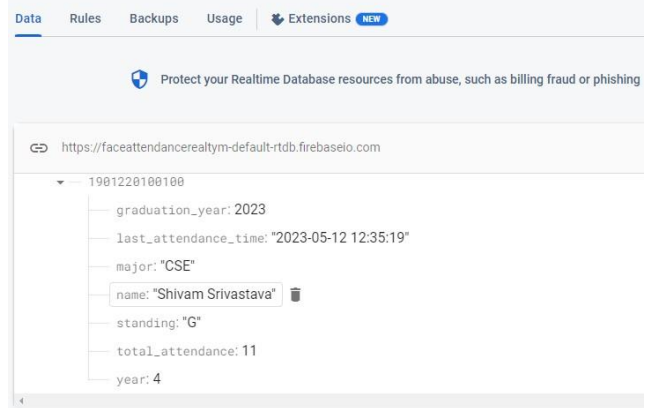 Data Rules Backups Usage Extensions NEW
Protect your Realtime Database resources from abuse, such as billing fraud or phishing
https://faceattendancerealtym-default-rtdb.firebaseio.com
1901220100100
graduation_year: 2023
last_attendance_time: "2023-05-12 12:35:19"
major: "CSE"
name: "Shivam Srivastava"
standing: "G"
total_attendance: 11
year: 4